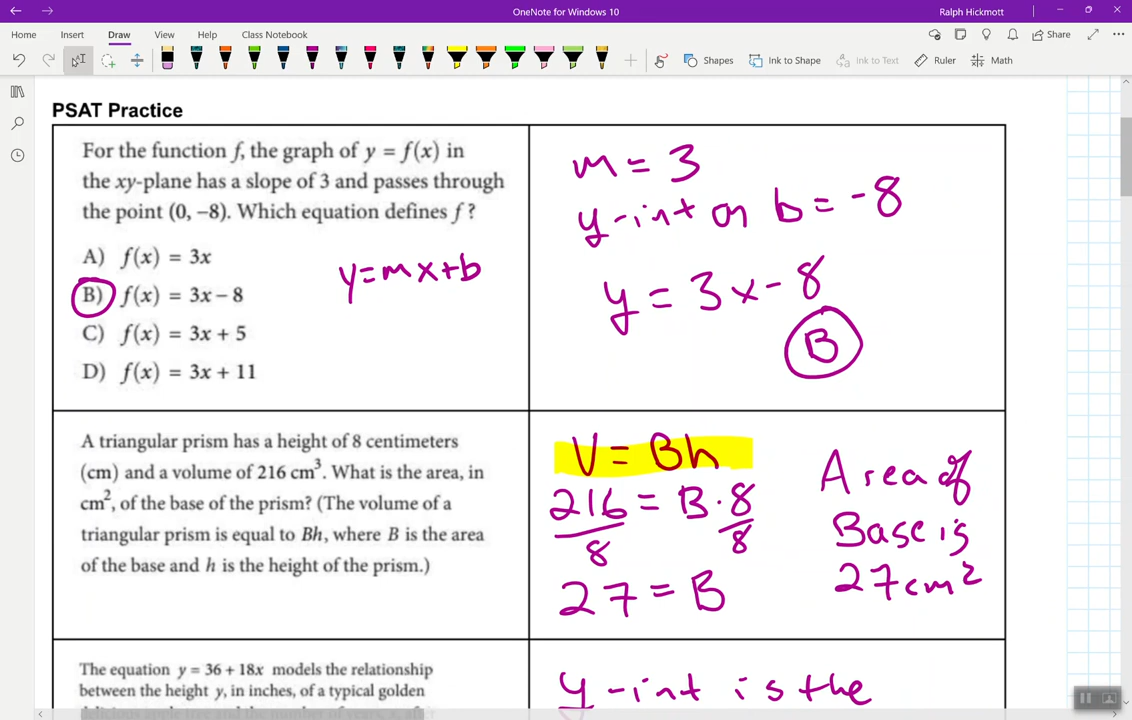 OneNote for Windows 10
Ralph Hickmott
Home Insert Draw View Help Class Notebook
Share
Shapes Ink to Shape Ink to Text Ruler Math
PSAT Practice
For the function f, the graph of y = f(x) in
the xy-plane has a slope of 3 and passes through
the point (0, −8). Which equation defines f ?
A) f(x) = 3x
B) f(x) = 3x − 8
C) f(x) = 3x + 5
D) f(x) = 3x + 11
y=mx+b
m = 3
y-int or b = -8
y = 3x - 8
B
A triangular prism has a height of 8 centimeters
(cm) and a volume of 216 cm³. What is the area, in
cm², of the base of the prism? (The volume of a
triangular prism is equal to Bh, where B is the area
of the base and h is the height of the prism.)
V = Bh
216 = B·8
8 8
27 = B
Area of
Base is
27cm²
The equation y = 36 + 18x models the relationship
between the height y, in inches, of a typical golden
y-int is the